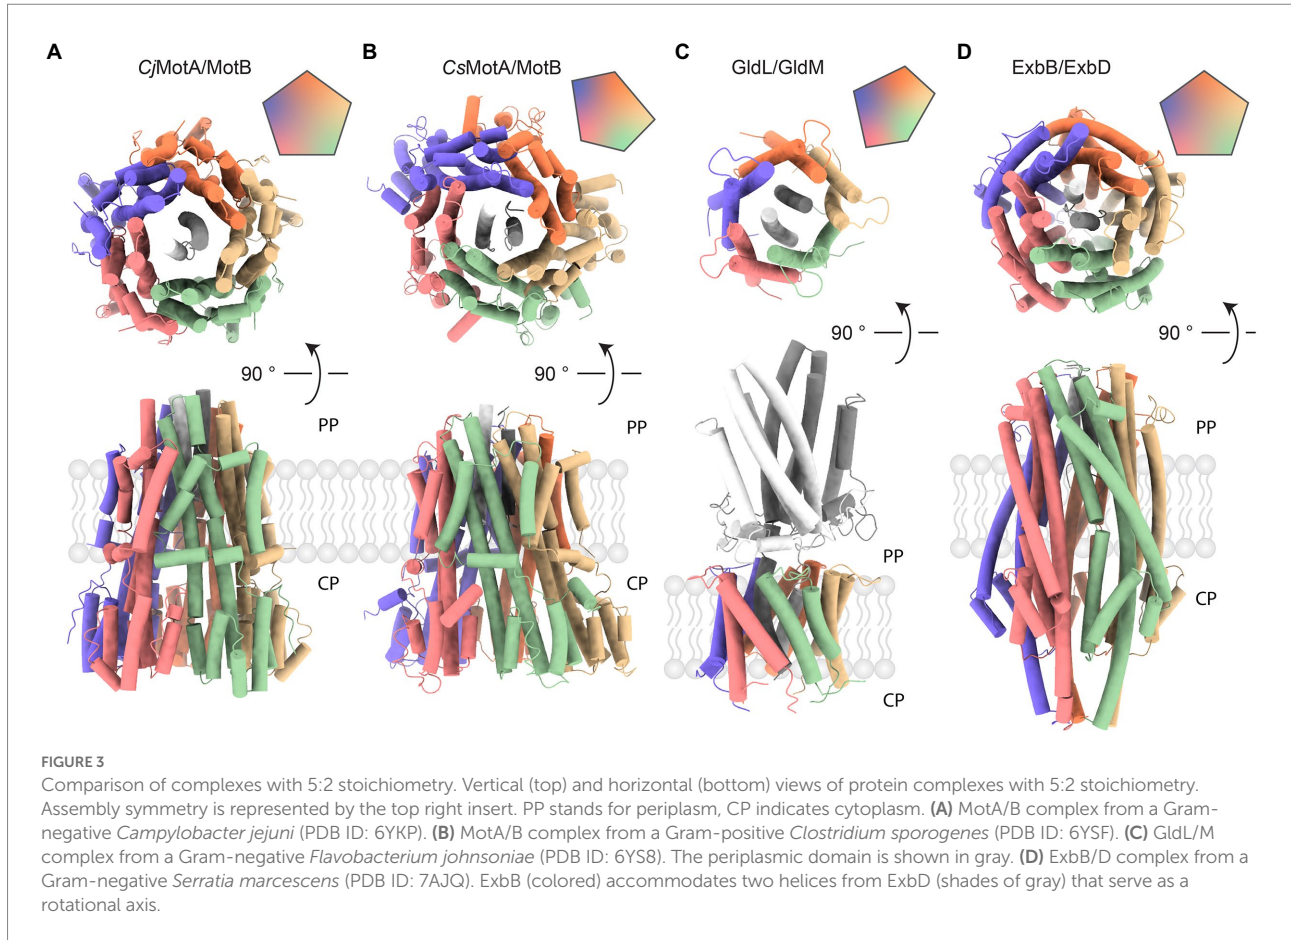 A
CjMotA/MotB
B
CsMotA/MotB
C
GldL/GldM
D
ExbB/ExbD
90 °
90 °
90 °
90 °
PP
CP
PP
CP
PP
CP
PP
CP
FIGURE 3
Comparison of complexes with 5:2 stoichiometry. Vertical (top) and horizontal (bottom) views of protein complexes with 5:2 stoichiometry.
Assembly symmetry is represented by the top right insert. PP stands for periplasm, CP indicates cytoplasm. (A) MotA/B complex from a Gram-
negative Campylobacter jejuni (PDB ID: 6YKP). (B) MotA/B complex from a Gram-positive Clostridium sporogenes (PDB ID: 6YSF). (C) GldL/M
complex from a Gram-negative Flavobacterium johnsoniae (PDB ID: 6YS8). The periplasmic domain is shown in gray. (D) ExbB/D complex from a
Gram-negative Serratia marcescens (PDB ID: 7AJQ). ExbB (colored) accommodates two helices from ExbD (shades of gray) that serve as a
rotational axis.